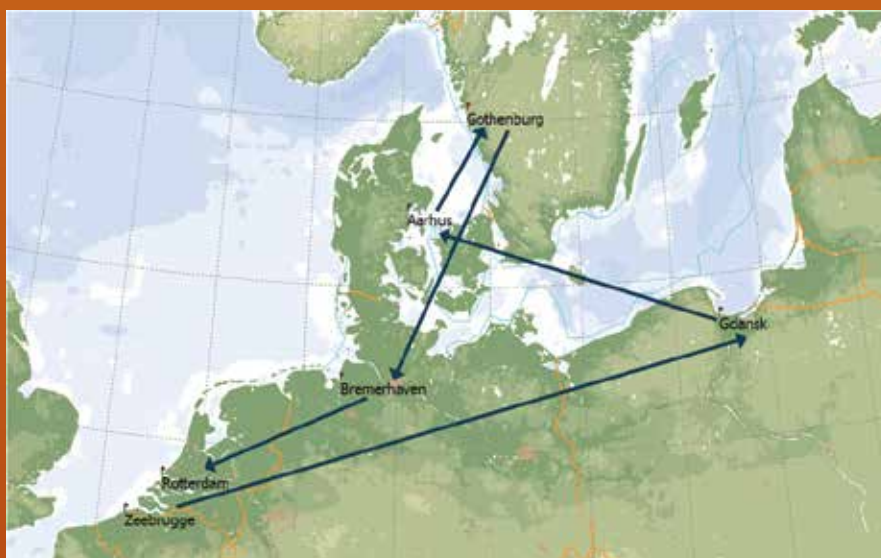 Gothenburg
Aarhus
Gdansk
Bremerhaven
Rotterdam
Zeebrugge